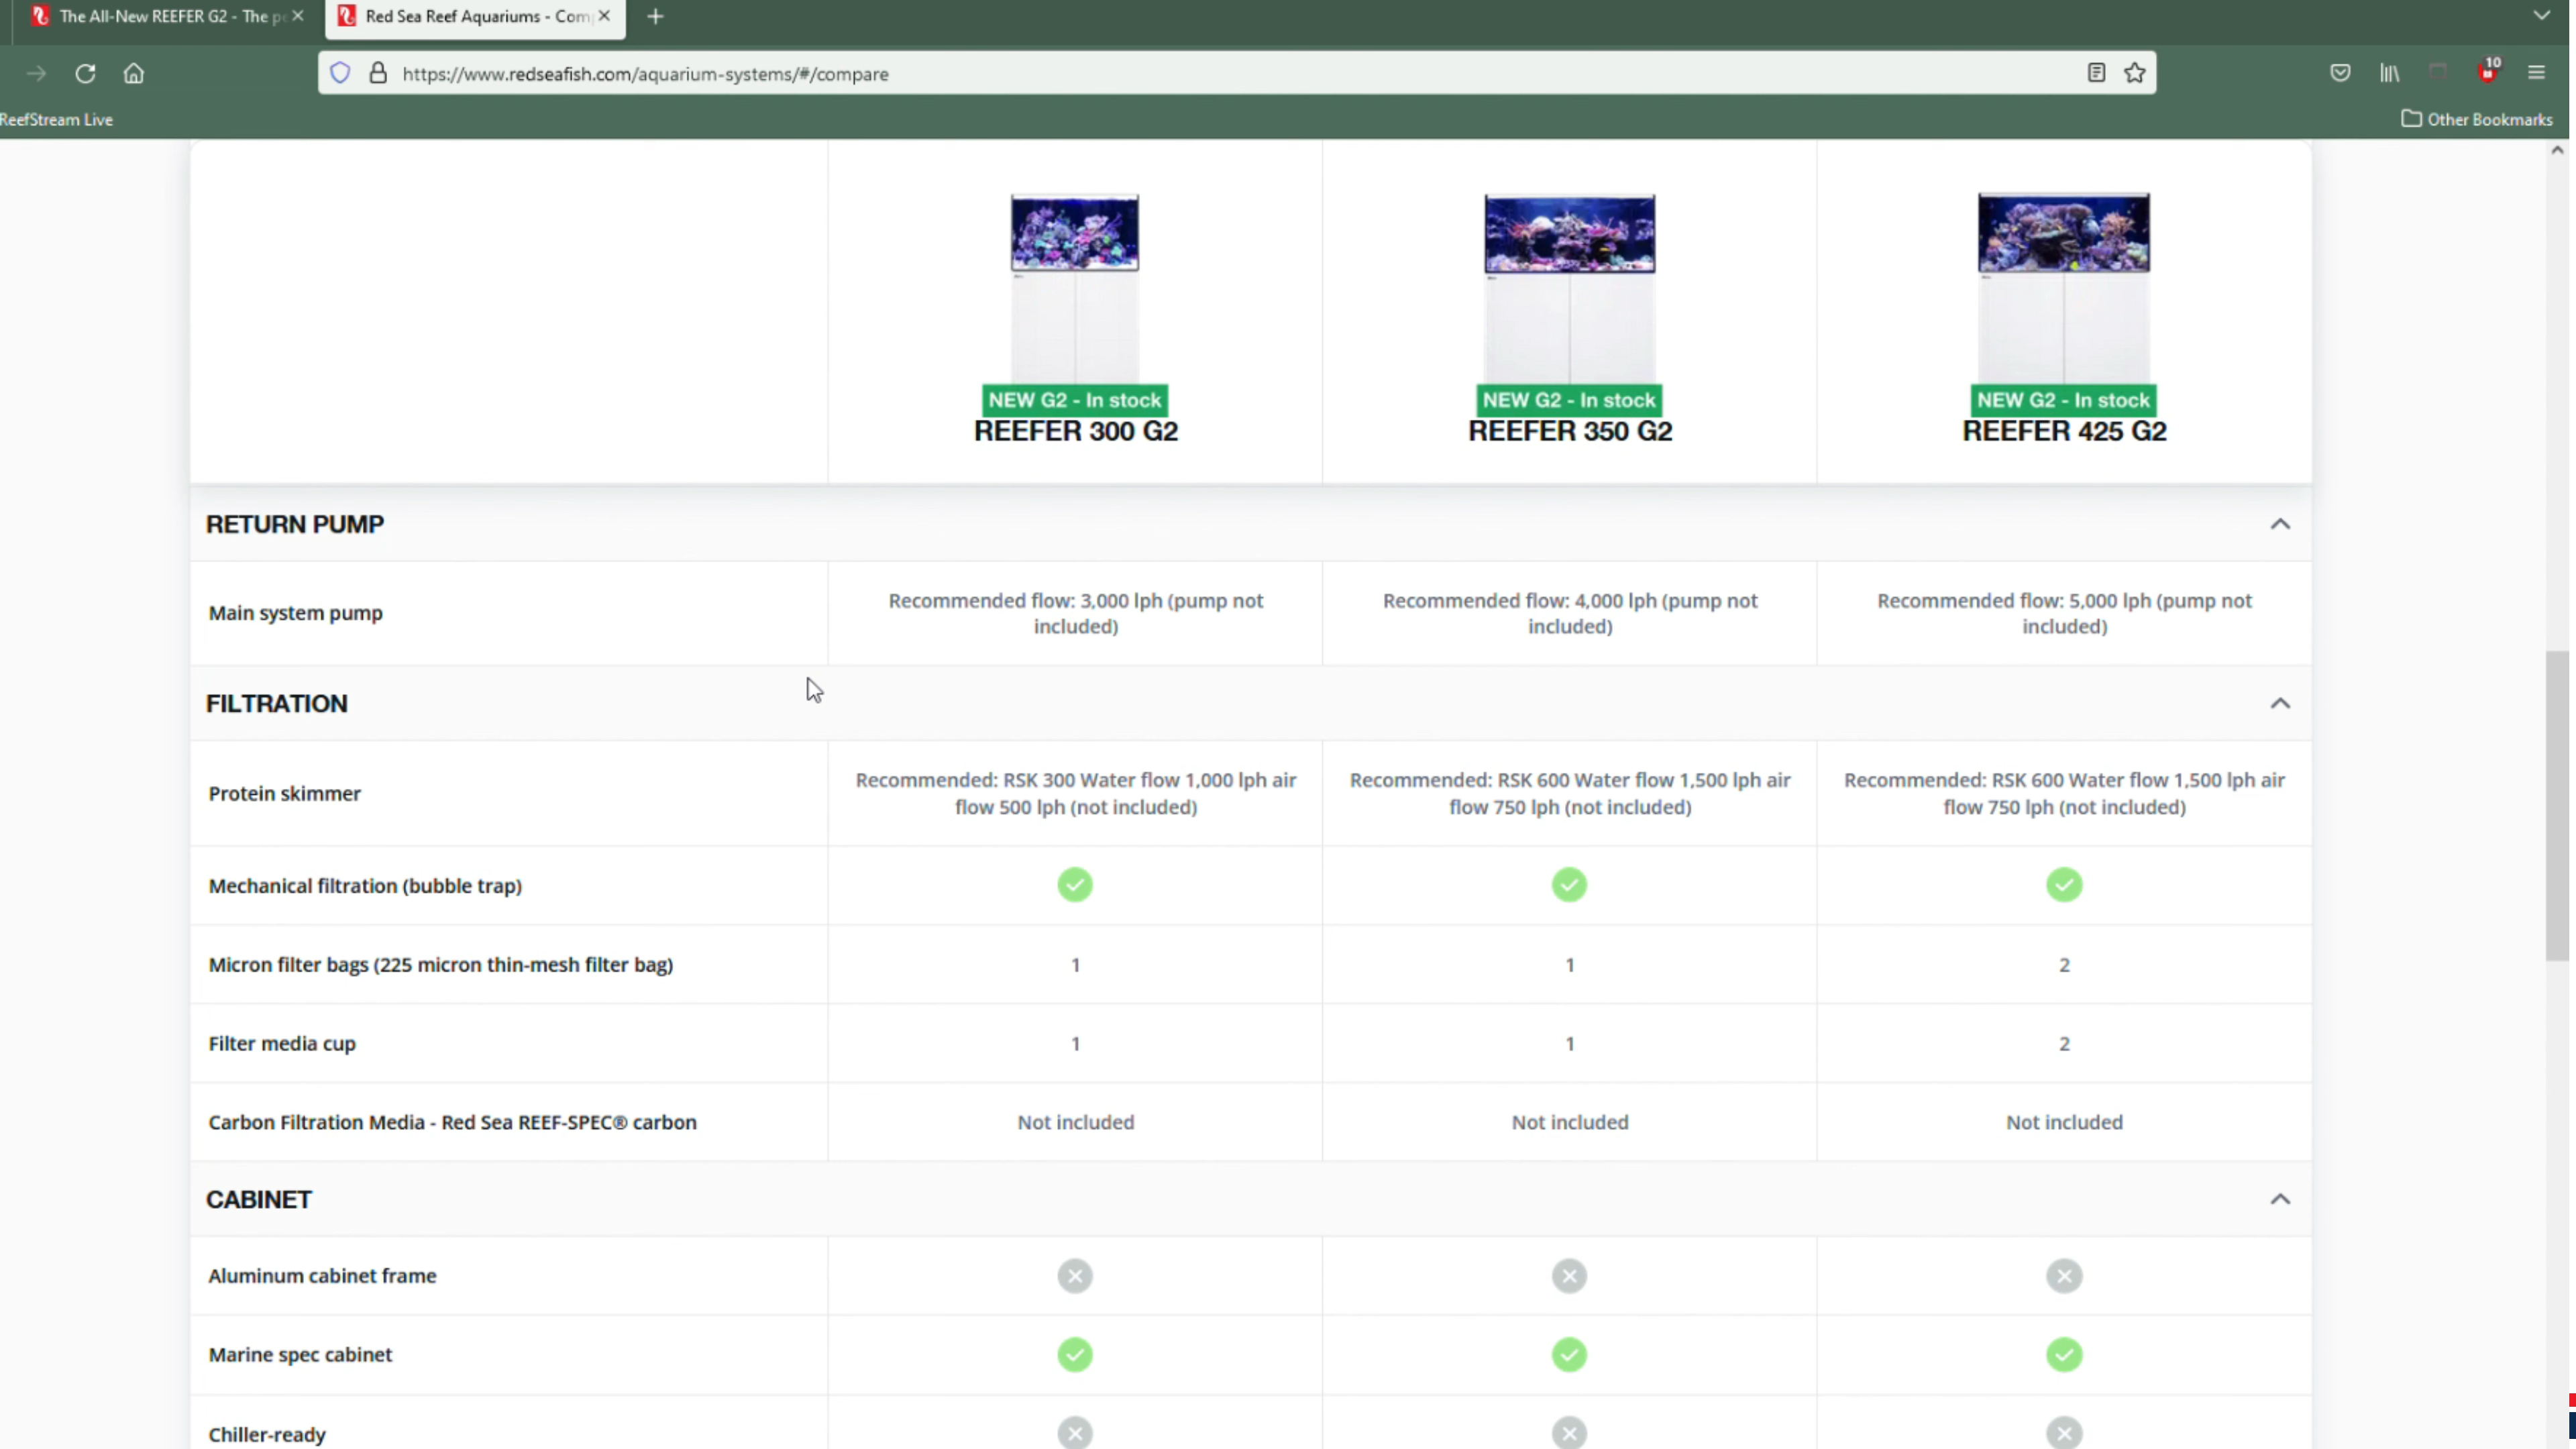 The All-New REEFER G2 - The p
Red Sea Reef Aquariums - Com
https://www.redseafish.com/aquarium-systems/#/compare
10
ReefStream Live
Other Bookmarks
NEW G2 - In stock
REEFER 300 G2
NEW G2 - In stock
REEFER 350 G2
NEW G2 - In stock
REEFER 425 G2
RETURN PUMP
Main system pump
Recommended flow: 3,000 lph (pump not
included)
Recommended flow: 4,000 lph (pump not
included)
Recommended flow: 5,000 lph (pump not
included)
FILTRATION
Protein skimmer
Recommended: RSK 300 Water flow 1,000 lph air
flow 500 lph (not included)
Recommended: RSK 600 Water flow 1,500 lph air
flow 750 lph (not included)
Recommended: RSK 600 Water flow 1,500 lph air
flow 750 lph (not included)
Mechanical filtration (bubble trap)
Micron filter bags (225 micron thin-mesh filter bag)
1
1
2
Filter media cup
1
1
2
Carbon Filtration Media - Red Sea REEF-SPEC® carbon
Not included
Not included
Not included
CABINET
Aluminum cabinet frame
Marine spec cabinet
Chiller-ready